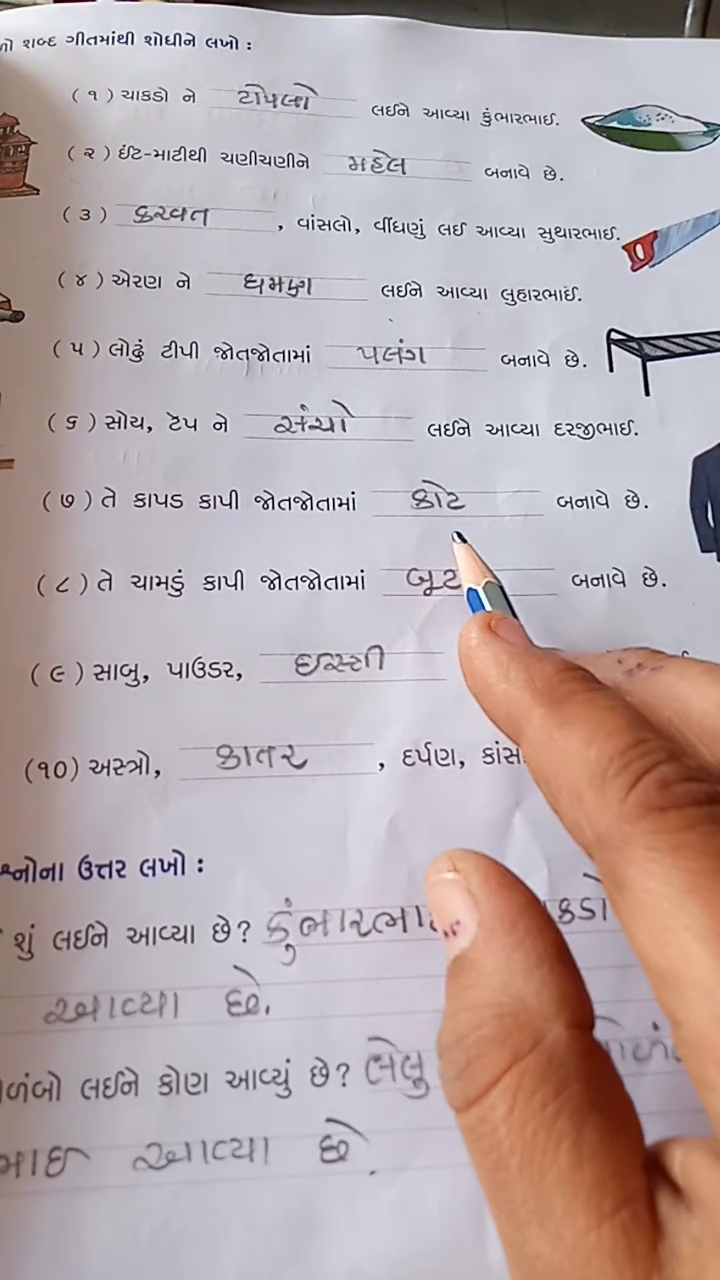 શબ્દ ગીતમાંથી શોધીને લખો :
(૧) ચાકડો ને ટોપલો લઈને આવ્યા કુંભારભાઈ.
(૨) ઈંટ-માટીથી ચણીચણીને મહેલ બનાવે છે.
(૩) કરવત , વાંસલો, વીંધણું લઈ આવ્યા સુથારભાઈ.
(૪) એરણ ને ધમણ લઈને આવ્યા લુહારભાઈ.
(૫) લોઢું ટીપી જોતજોતામાં પલંગ બનાવે છે.
(૬) સોય, ટેપ ને સંચો લઈને આવ્યા દરજીભાઈ.
(૭) તે કાપડ કાપી જોતજોતામાં કોટ બનાવે છે.
(૮) તે ચામડું કાપી જોતજોતામાં બૂટ બનાવે છે.
(૯) સાબુ, પાઉડર, ઇસ્ત્રી
(૧૦) અસ્ત્રો, કાતર , દર્પણ,
ઉત્તર લખો :
શું લઈને આવ્યા છે?
આવ્યા છે.
લઈને કોણ આવ્યું છે? લેલુ
આવ્યા છે.